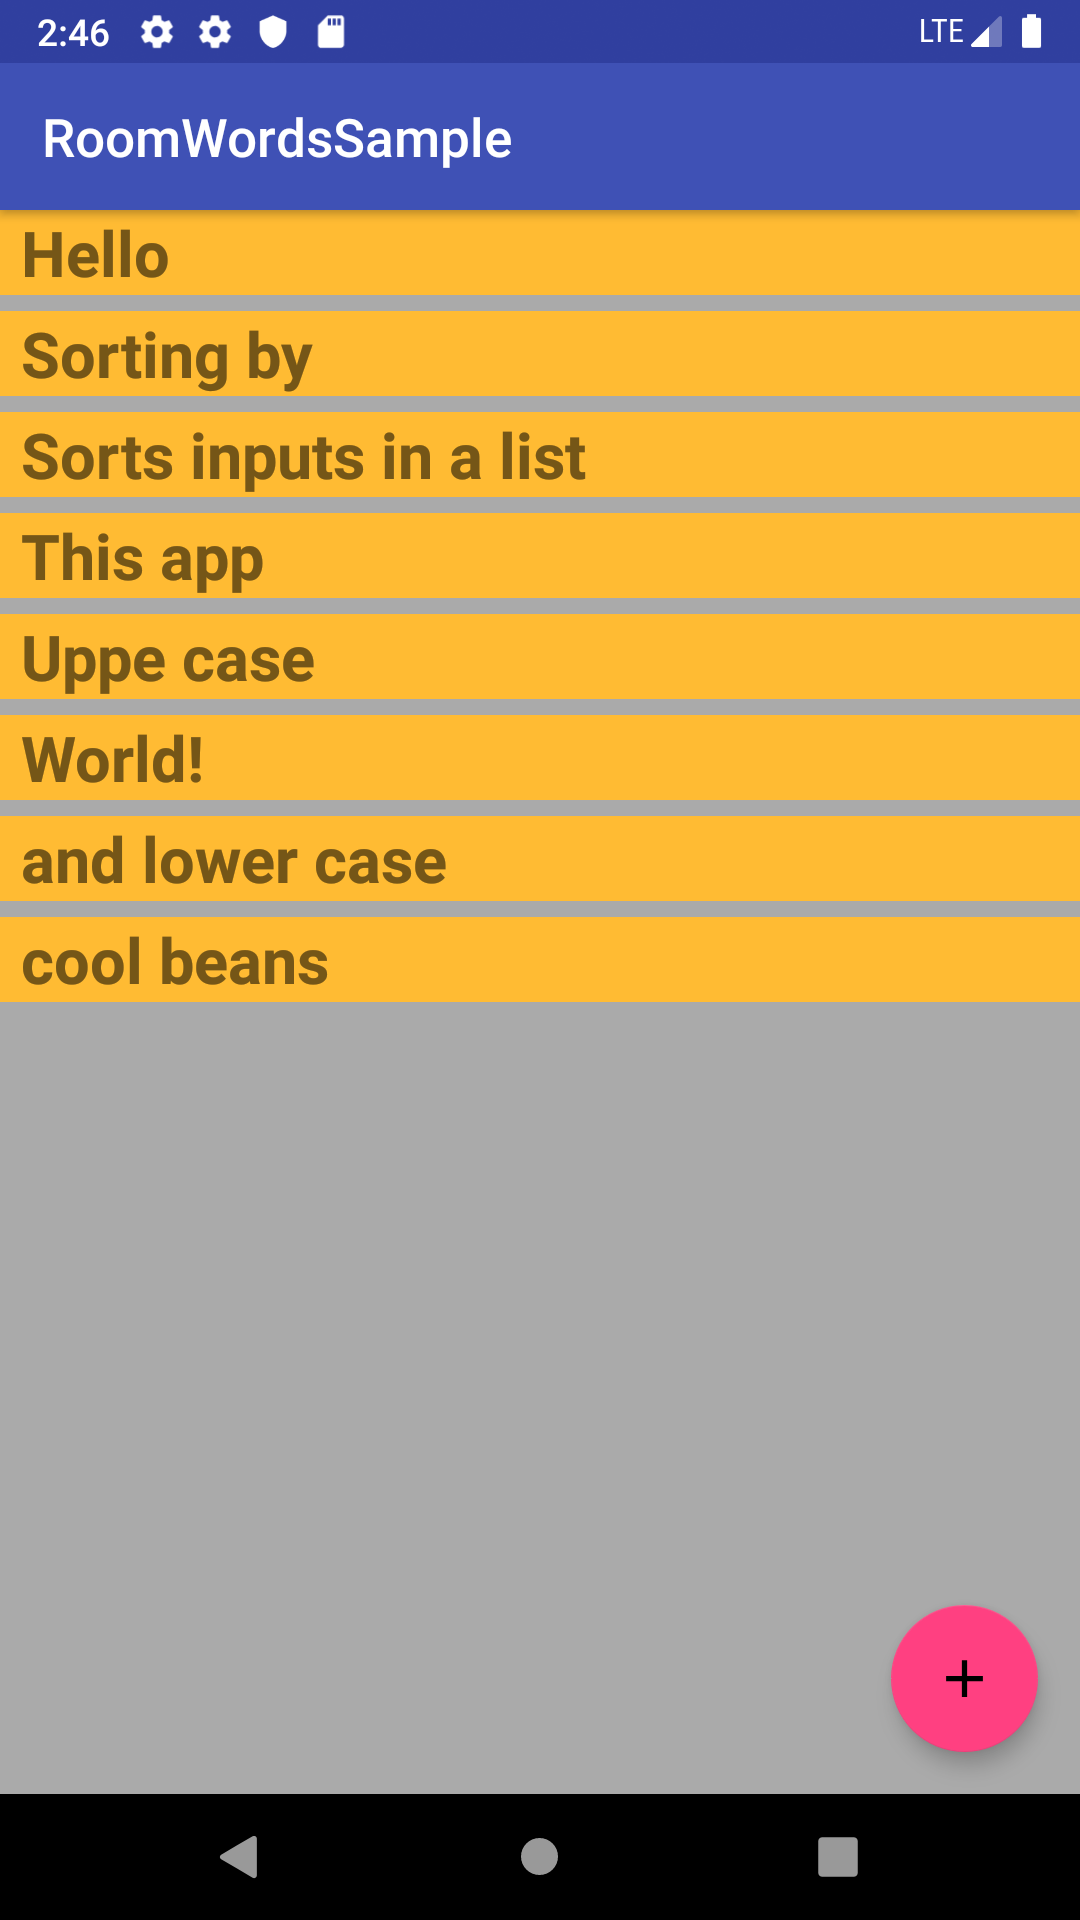 2:46 LTE
RoomWordsSample
Hello
Sorting by
Sorts inputs in a list
This app
Uppe case
World!
and lower case
cool beans